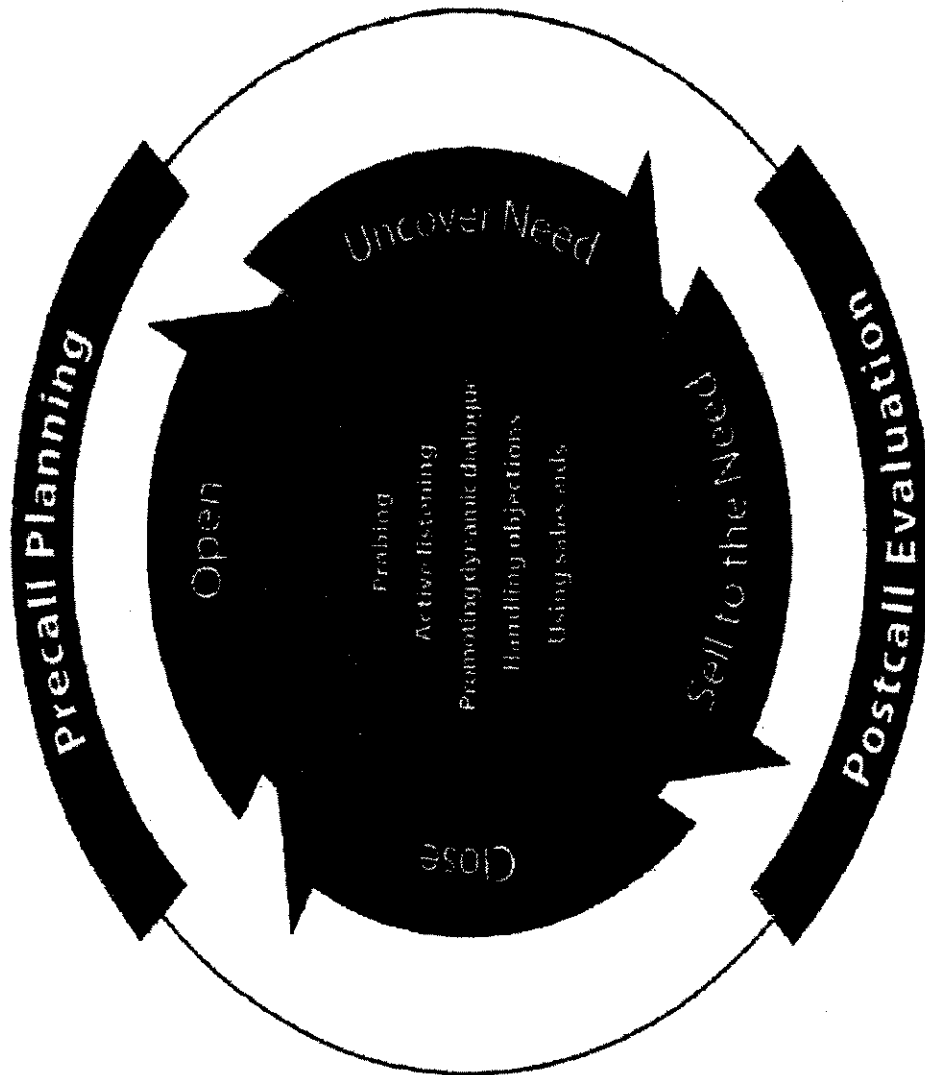 Precall Planning
Open
Uncover Need
Probing
Active listening
Promoting dynamic dialogue
Handling objections
Using sales aids
Sell to the Need
Close
Postcall Evaluation